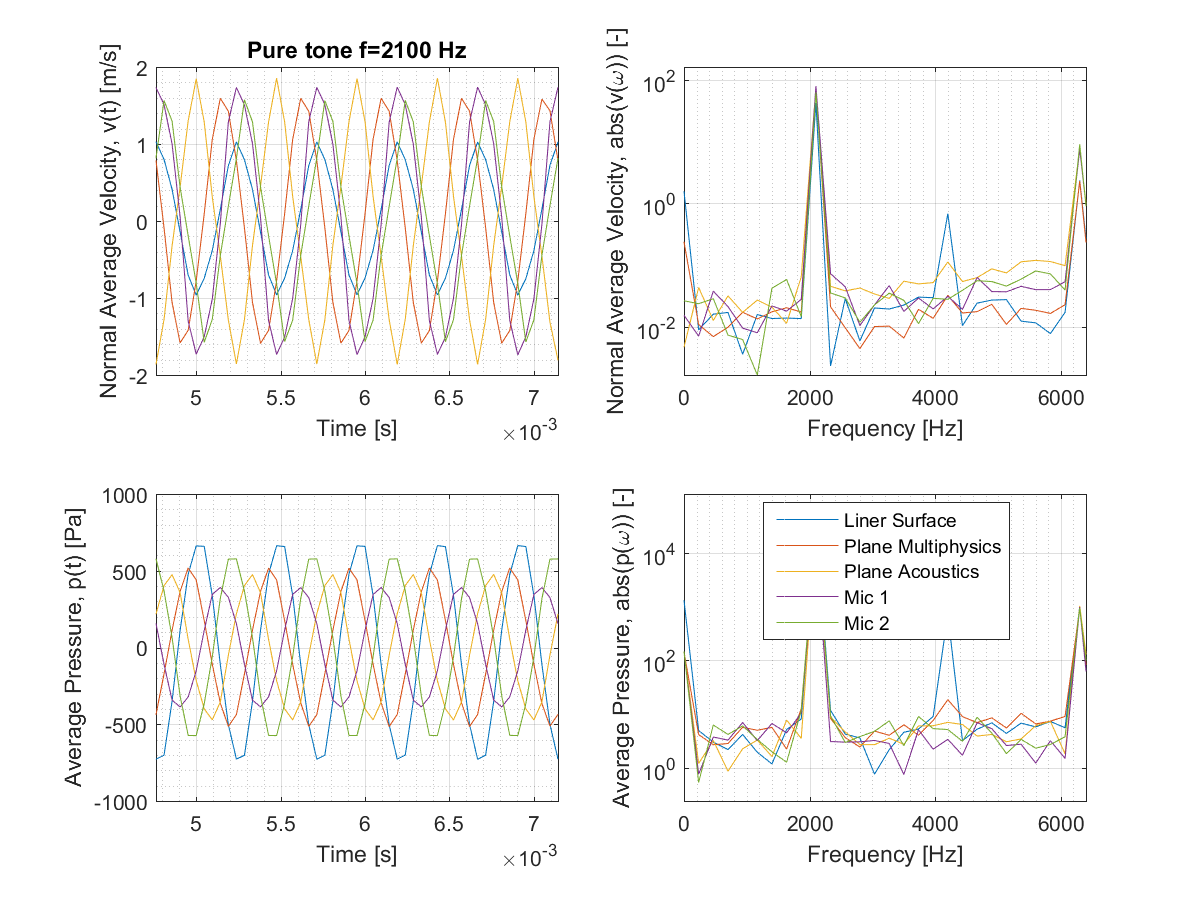 Pure tone f=2100 Hz
Normal Average Velocity, v(t) [m/s]
2
1
0
-1
-2
5
5.5
6
6.5
7
Time [s]
×10-3
Normal Average Velocity, abs(v(ω)) [-]
102
100
10-2
0
2000
4000
6000
Frequency [Hz]
Average Pressure, p(t) [Pa]
1000
500
0
-500
-1000
5
5.5
6
6.5
7
Time [s]
×10-3
Average Pressure, abs(p(ω)) [-]
104
102
100
Liner Surface
Plane Multiphysics
Plane Acoustics
Mic 1
Mic 2
0
2000
4000
6000
Frequency [Hz]